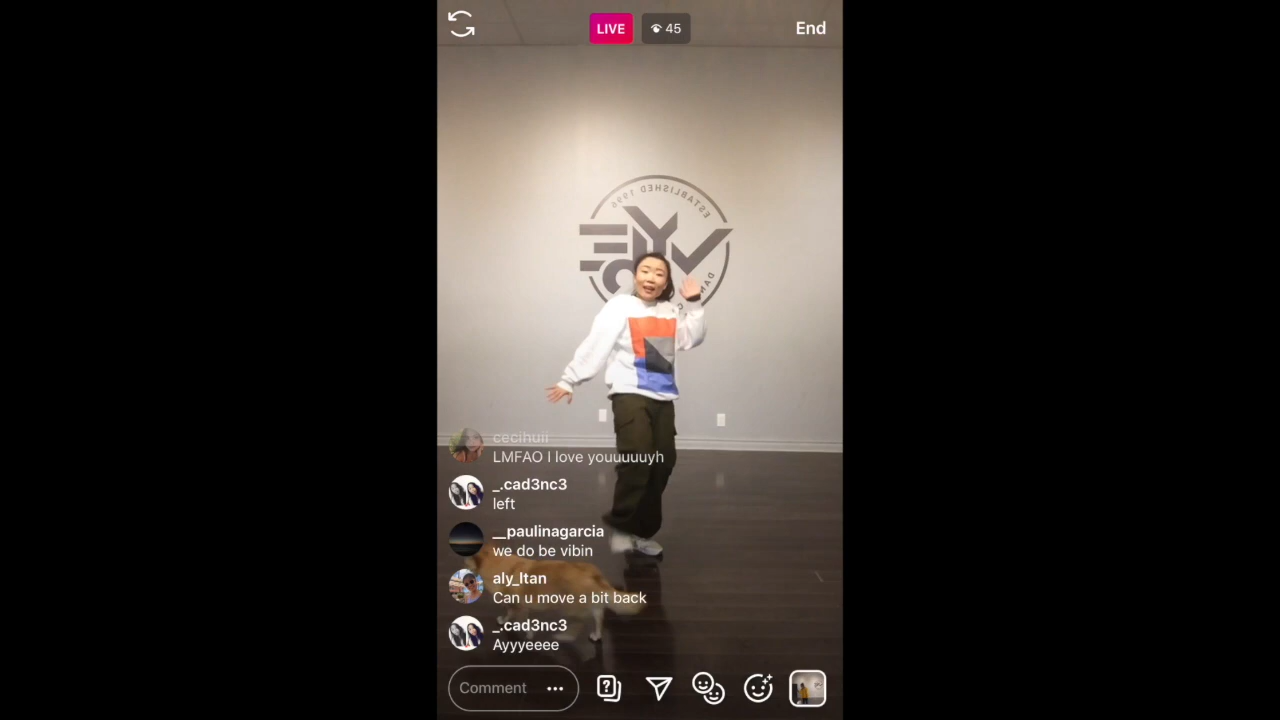 LIVE
45
End
ESTABLISHED 1996
cecihuii
LMFAO I love youuuuuyh
_.cad3nc3
left
__paulinagarcia
we do be vibin
aly_ltan
Can u move a bit back
_.cad3nc3
Ayyyeeee
Comment